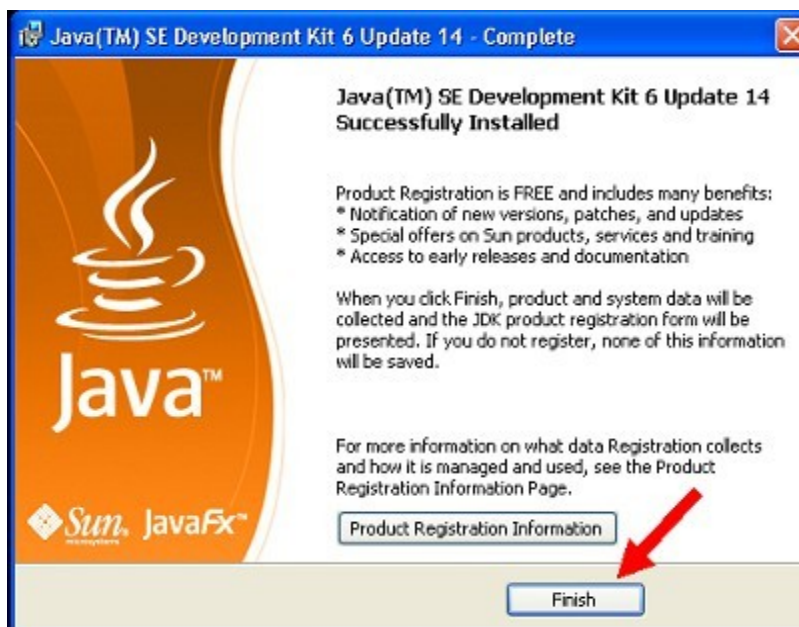 Java(TM) SE Development Kit 6 Update 14 - Complete
Java(TM) SE Development Kit 6 Update 14
Successfully Installed
Product Registration is FREE and includes many benefits:
* Notification of new versions, patches, and updates
* Special offers on Sun products, services and training
* Access to early releases and documentation
When you click Finish, product and system data will be
collected and the JDK product registration form will be
presented. If you do not register, none of this information
will be saved.
Java™
For more information on what data Registration collects
and how it is managed and used, see the Product
Registration Information Page.
Sun microsystems JavaFX™
Product Registration Information
Finish